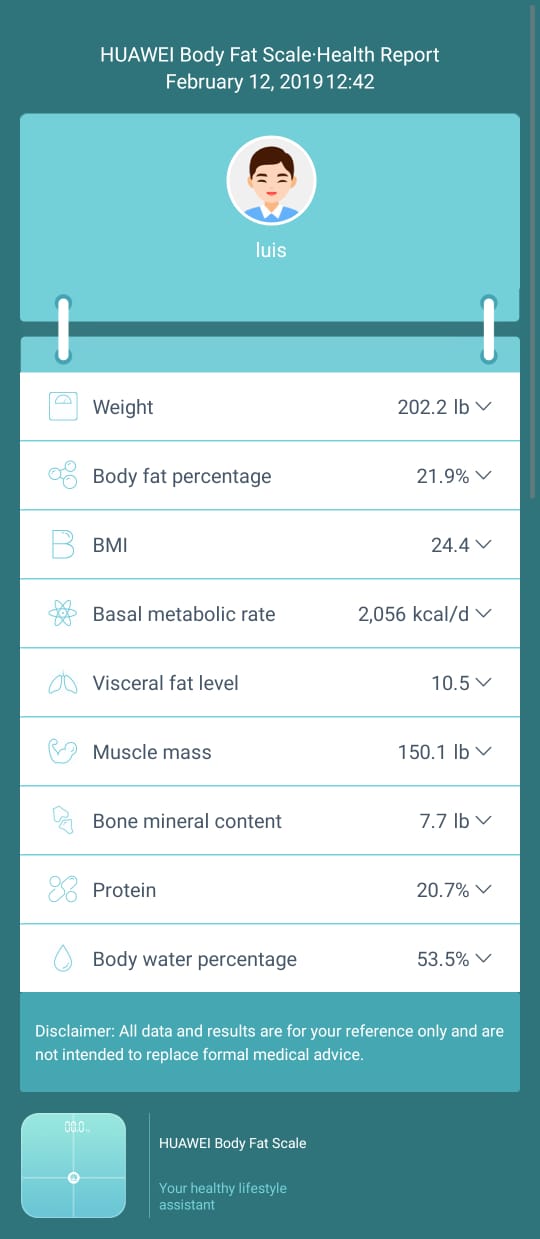 HUAWEI Body Fat Scale·Health Report
February 12, 2019 12:42
luis
Weight 202.2 lb
Body fat percentage 21.9%
BMI 24.4
Basal metabolic rate 2,056 kcal/d
Visceral fat level 10.5
Muscle mass 150.1 lb
Bone mineral content 7.7 lb
Protein 20.7%
Body water percentage 53.5%
Disclaimer: All data and results are for your reference only and are
not intended to replace formal medical advice.
00.0
HUAWEI Body Fat Scale
Your healthy lifestyle
assistant